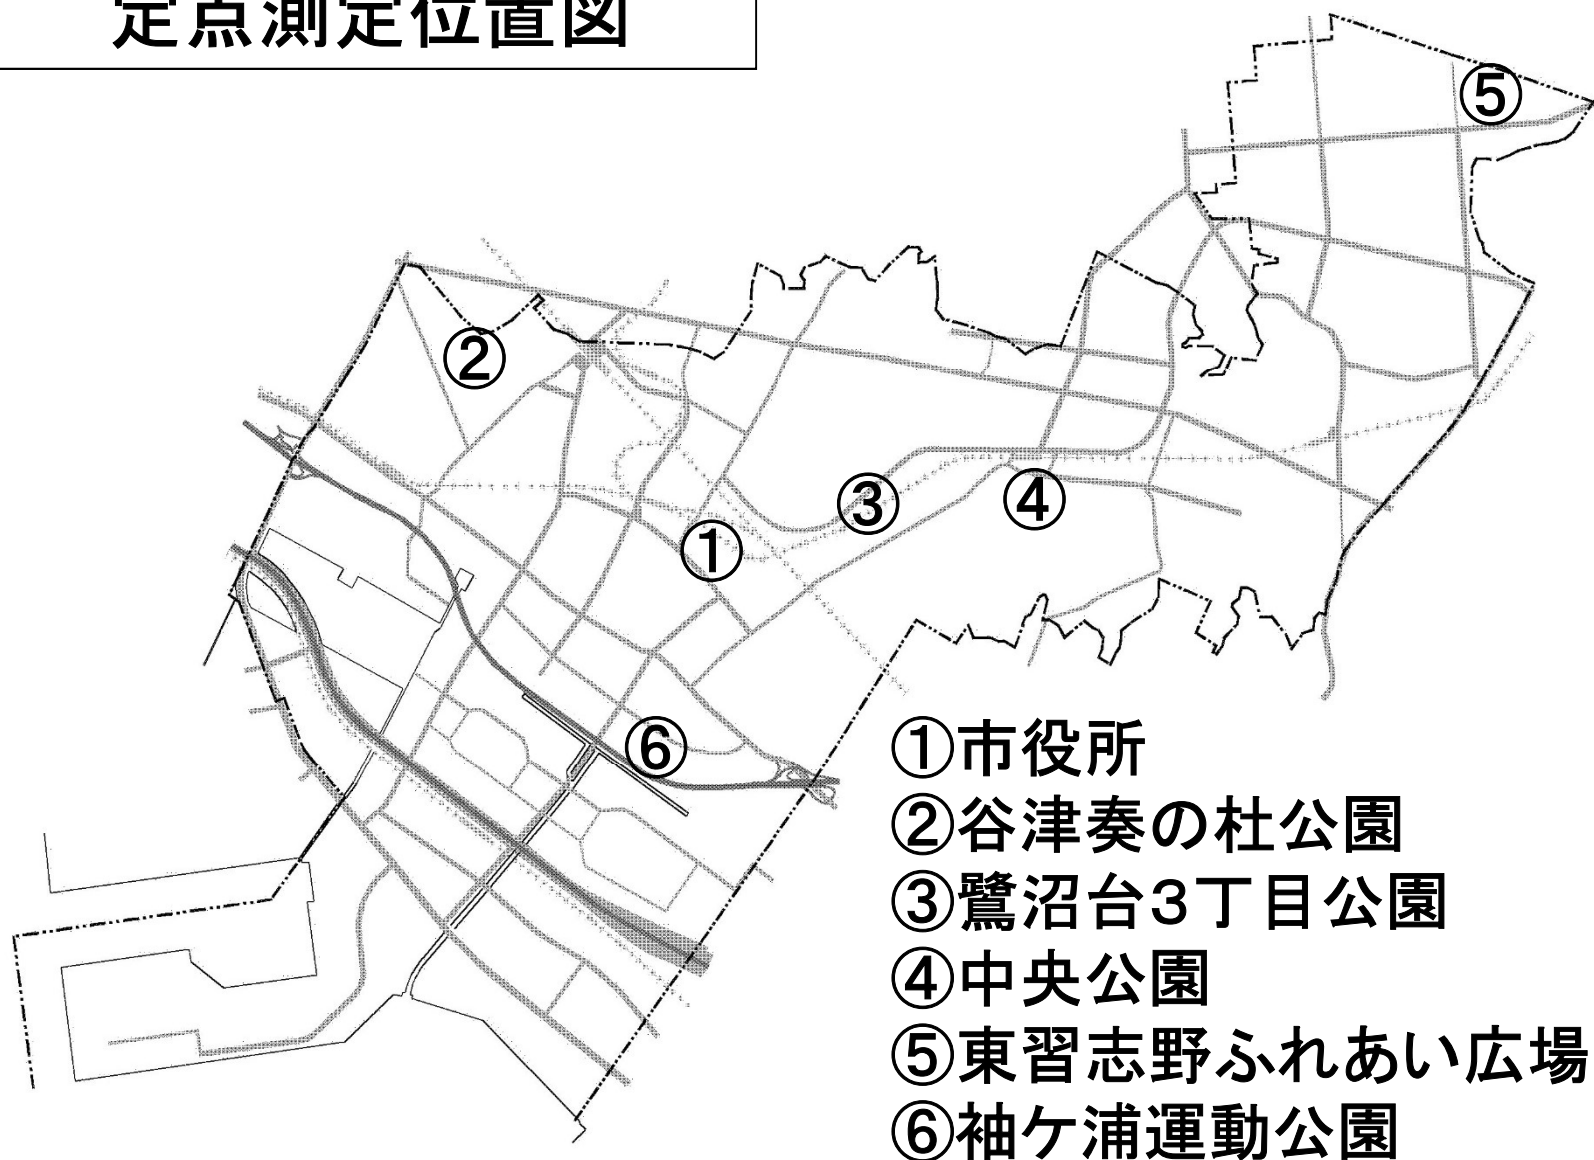 定点測定位置図
⑤
②
③
④
①
⑥
①市役所
②谷津奏の杜公園
③鷺沼台３丁目公園
④中央公園
⑤東習志野ふれあい広場
⑥袖ケ浦運動公園